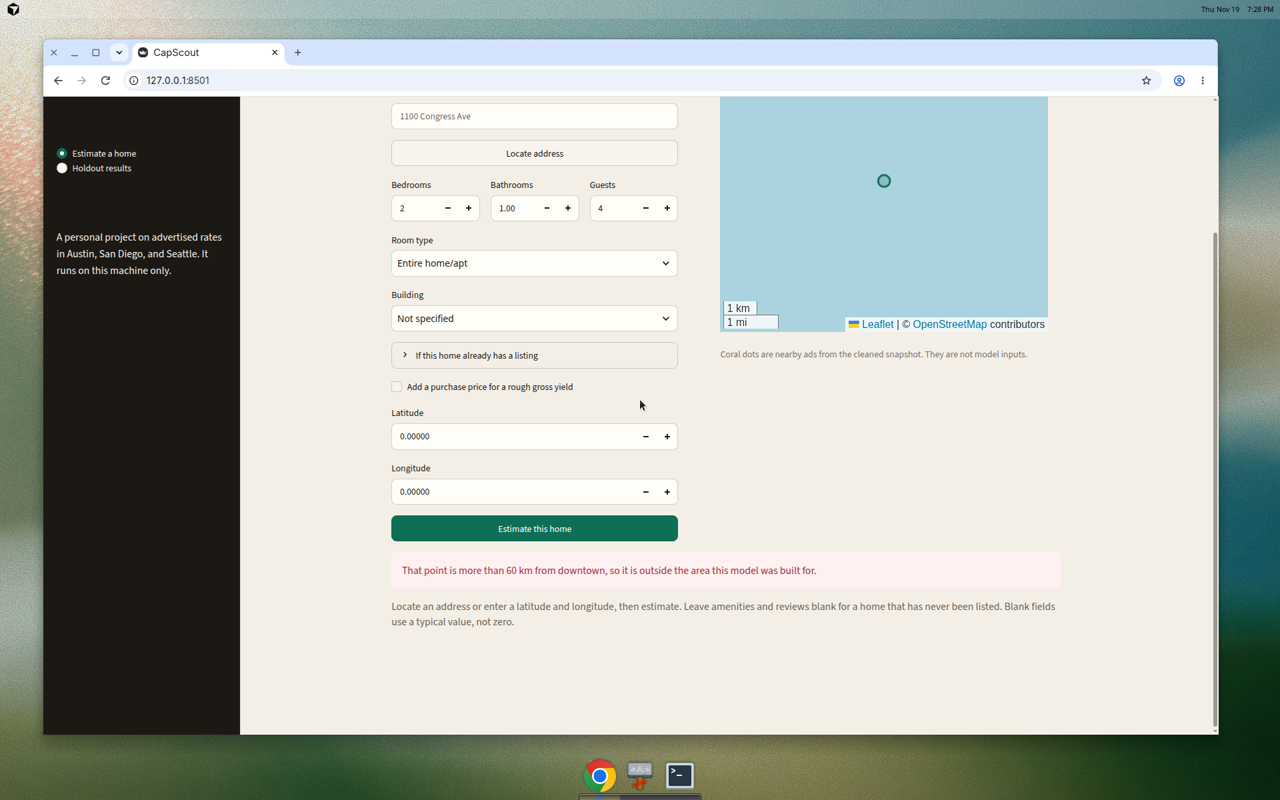 Thu Nov 19 7:28 PM
CapScout
127.0.0.1:8501
Estimate a home
Holdout results
A personal project on advertised rates
in Austin, San Diego, and Seattle. It
runs on this machine only.
1100 Congress Ave
Locate address
Bedrooms Bathrooms Guests
2 − + 1.00 − + 4 − +
Room type
Entire home/apt
Building
Not specified
If this home already has a listing
Add a purchase price for a rough gross yield
Latitude
0.00000 − +
Longitude
0.00000 − +
Estimate this home
That point is more than 60 km from downtown, so it is outside the area this model was built for.
Locate an address or enter a latitude and longitude, then estimate. Leave amenities and reviews blank for a home that has never been listed. Blank fields
use a typical value, not zero.
1 km
1 mi
Leaflet | © OpenStreetMap contributors
Coral dots are nearby ads from the cleaned snapshot. They are not model inputs.